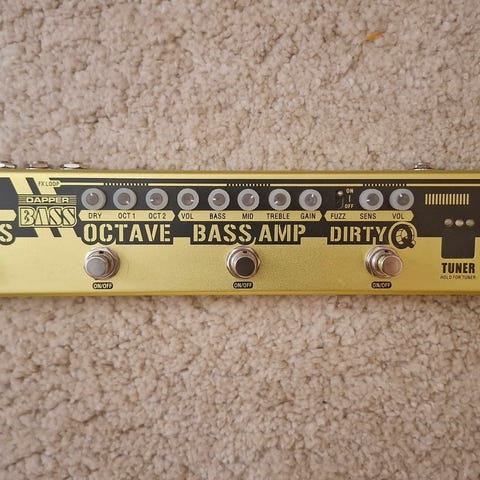 FX LOOP
DAPPER
BASS
DRY OCT 1 OCT 2 VOL BASS MID TREBLE GAIN FUZZ ON OFF SENS VOL
S OCTAVE BASS AMP DIRTY Q
TUNER
HOLD FOR TUNER
ON/OFF ON/OFF ON/OFF